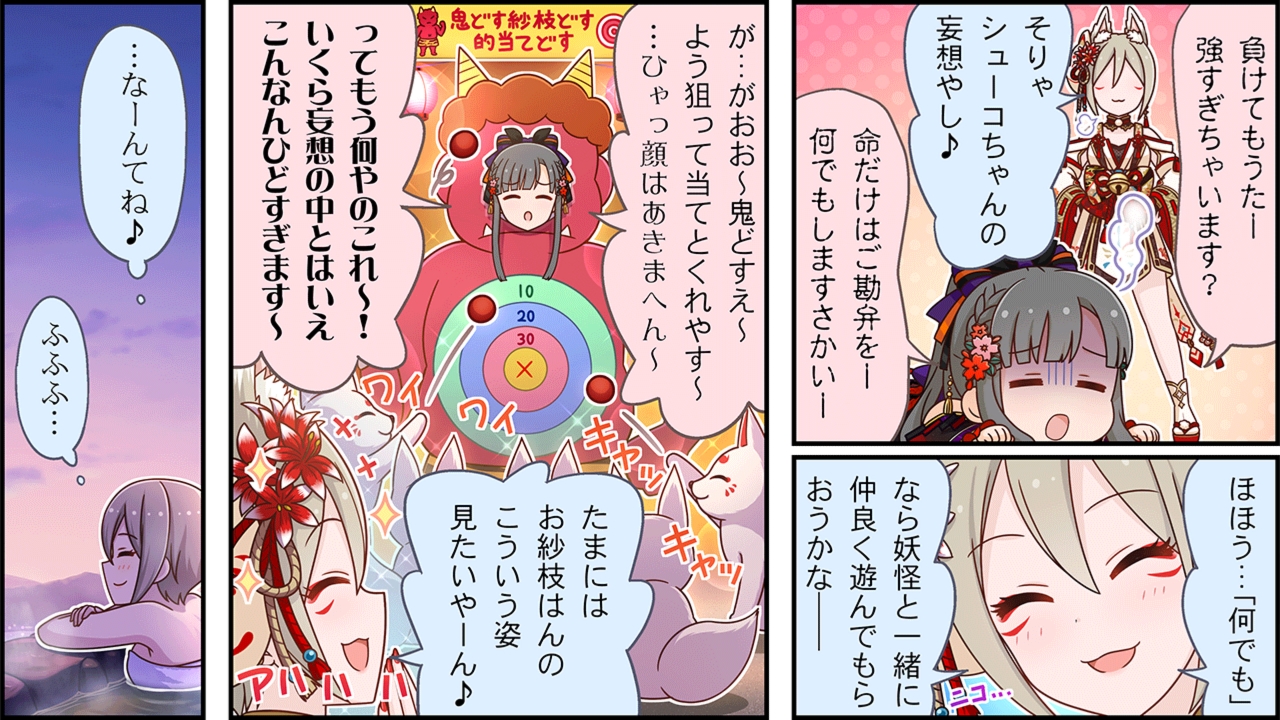 負けてもうたー
強すぎちゃいます？
そりゃ
シューコちゃんの
妄想やし♪
命だけはご勘弁をー
何でもしますさかいー
ほほう…「何でも」
なら妖怪と一緒に
仲良く遊んでもら
おうかな――
ニコ…
鬼どす紗枝どす
的当てどす
が…がおお～鬼どすえ～
よう狙って当てとくれやす～
…ひゃっ顔はあきまへん～
10
20
30
ってもう何やのこれ～！
いくら妄想の中とはいえ
こんなんひどすぎます～
ワイ
ワイ
キャッ
キャッ
たまには
お紗枝はんの
こういう姿
見たいやーん♪
アハハハ
…なーんてね♪
ふふふ…